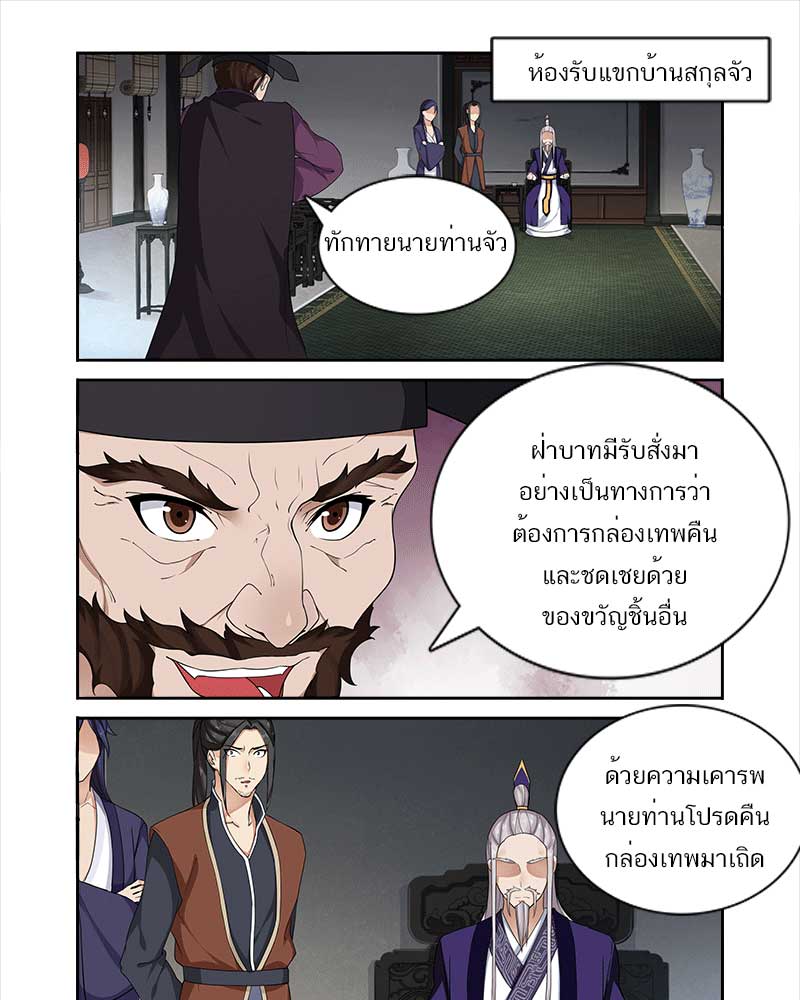 ห้องรับแขกบ้านสกุลจัว
ทักทายนายท่านจัว
ฝ่าบาทมีรับสั่งมา
อย่างเป็นทางการว่า
ต้องการกล่องเทพคืน
และชดเชยด้วย
ของขวัญชิ้นอื่น
ด้วยความเคารพ
นายท่านโปรดคืน
กล่องเทพมาเถิด